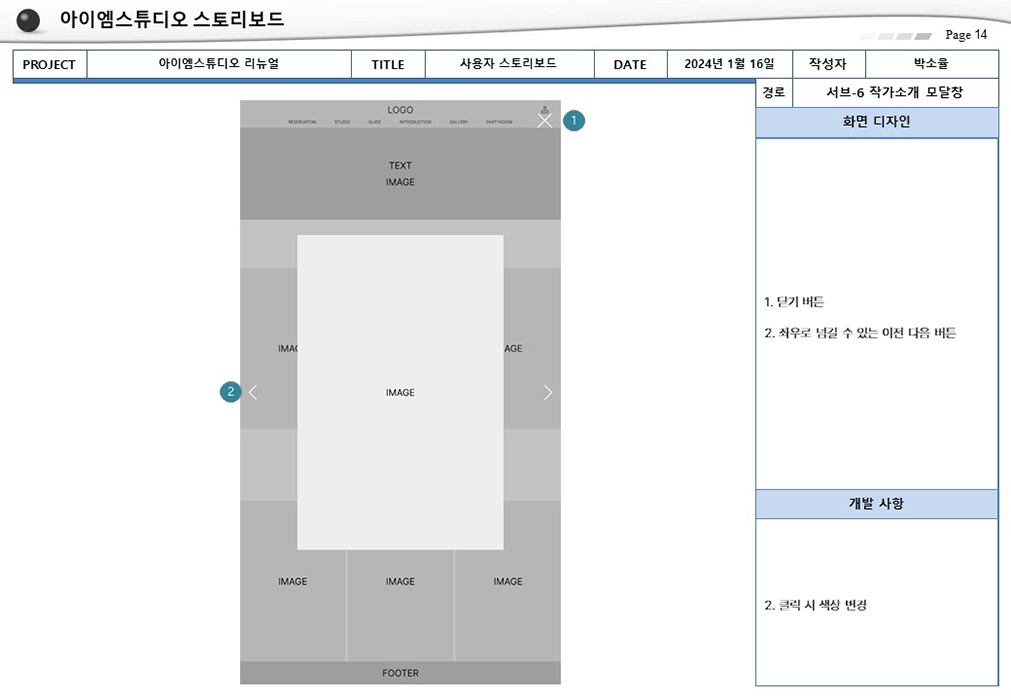 아이엠스튜디오 스토리보드
Page 14
PROJECT 아이엠스튜디오 리뉴얼 TITLE 사용자 스토리보드 DATE 2024년 1월 16일 작성자 박소율
경로 서브-6 작가소개 모달창
화면 디자인
LOGO
RESERVATION STUDIO GUIDE INTRODUCTION GALLERY PARTYROOM
1
TEXT
IMAGE
IMAG
AGE
2
IMAGE
IMAGE IMAGE IMAGE
FOOTER
1. 닫기 버튼
2. 좌우로 넘길 수 있는 이전 다음 버튼
개발 사항
2. 클릭 시 색상 변경